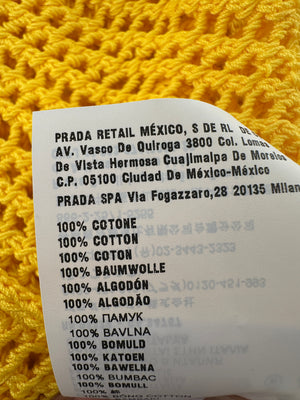 PRADA RETAIL MÉXICO, S DE RL DE
AV. Vasco De Quiroga 3800 Col. Lomas
De Vista Hermosa Cuajimalpa De Morelos
C.P. 05100 Ciudad De México-México
PRADA SPA Via Fogazzaro,28 20135 Milan
100% COTONE
100% COTTON
100% COTON
100% BAUMWOLLE
100% ALGODÓN
100% ALGODÃO
100% ПАМУК
100% BAVLNA
100% BOMULD
100% KATOEN
100% BAWEŁNA
100% BUMBAC
100% BOMULL